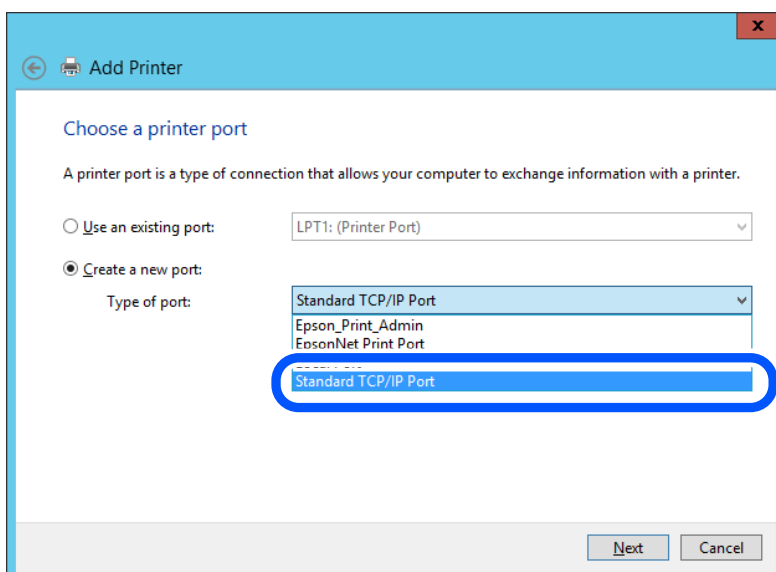 x
Add Printer
Choose a printer port
A printer port is a type of connection that allows your computer to exchange information with a printer.
Use an existing port: LPT1: (Printer Port)
Create a new port:
Type of port: Standard TCP/IP Port
Epson_Print_Admin
EpsonNet Print Port
Standard TCP/IP Port
Next Cancel